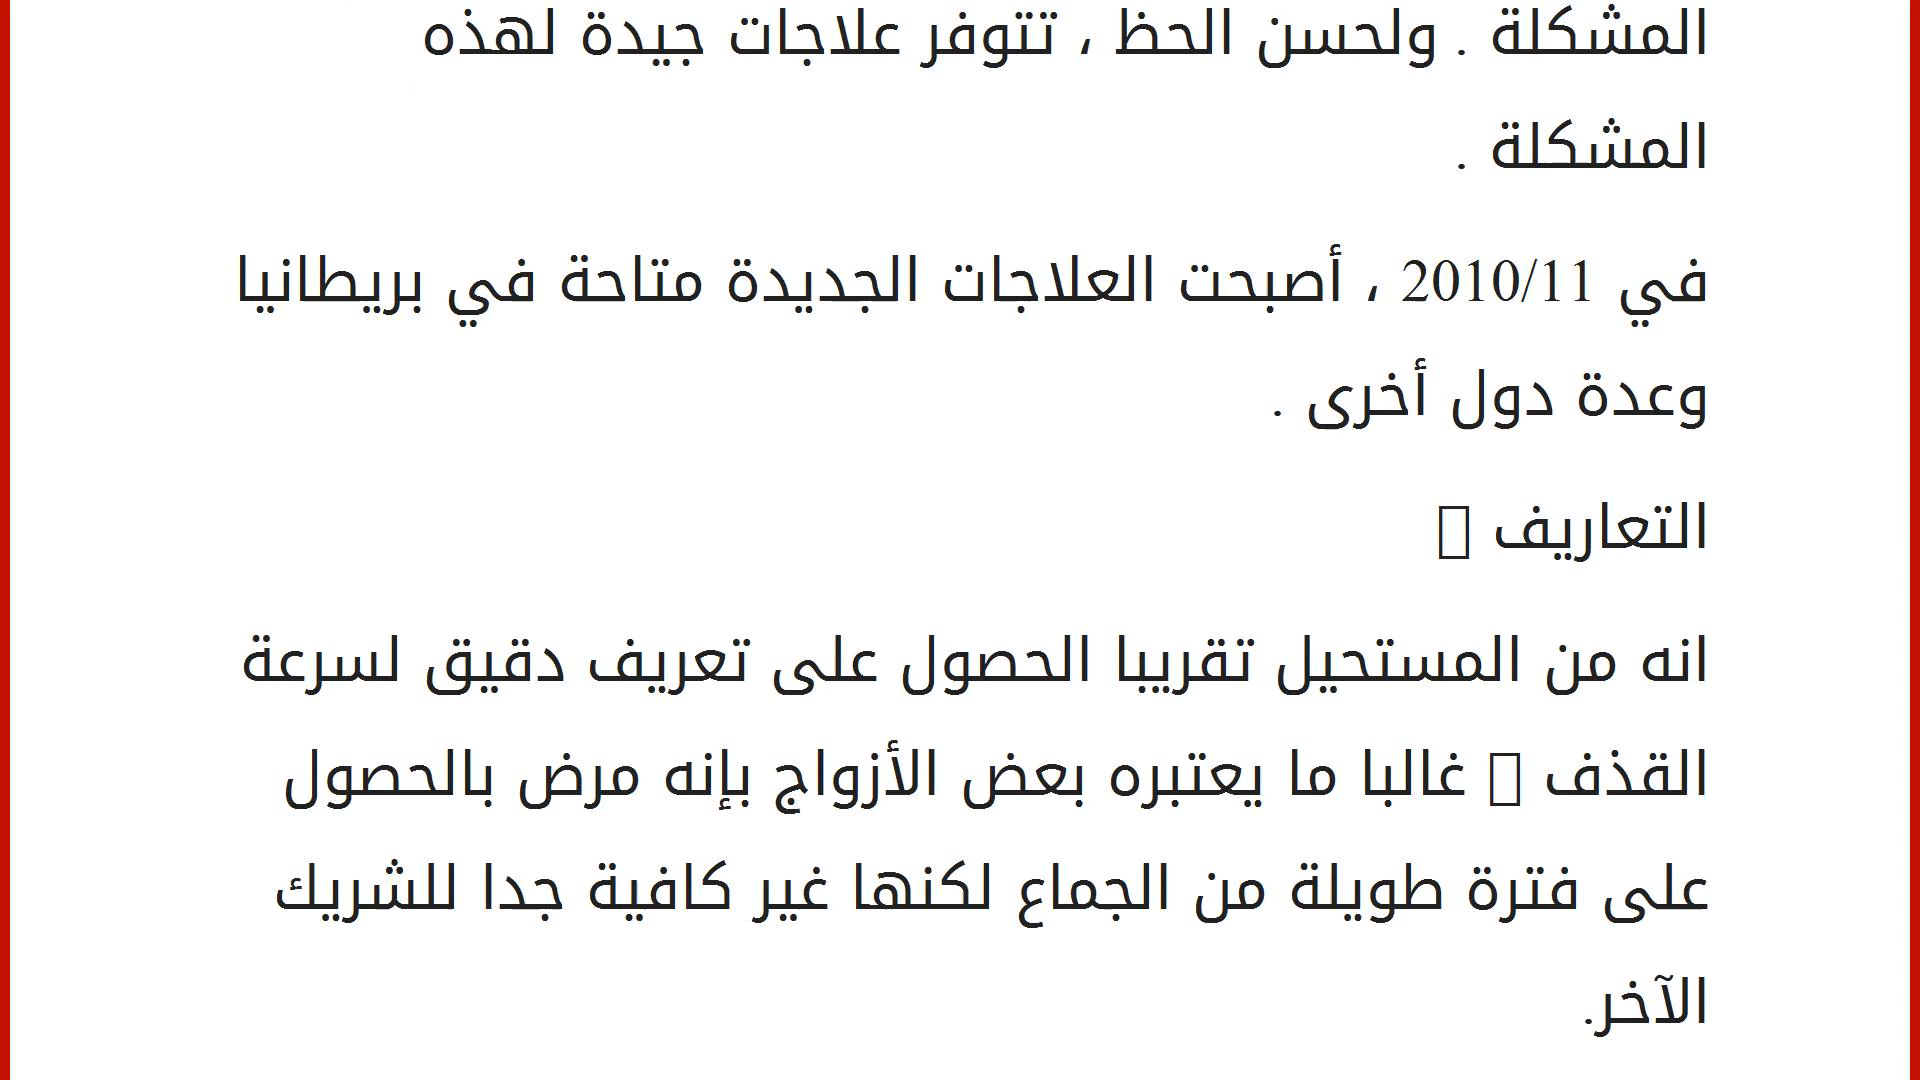 المشكلة . ولحسن الحظ ، تتوفر علاجات جيدة لهذه
المشكلة .
في 2010/11 ، أصبحت العلاجات الجديدة متاحة في بريطانيا
وعدة دول أخرى .
التعاريف
انه من المستحيل تقريبا الحصول على تعريف دقيق لسرعة
القذف غالبا ما يعتبره بعض الأزواج بإنه مرض بالحصول
على فترة طويلة من الجماع لكنها غير كافية جدا للشريك
الآخر.